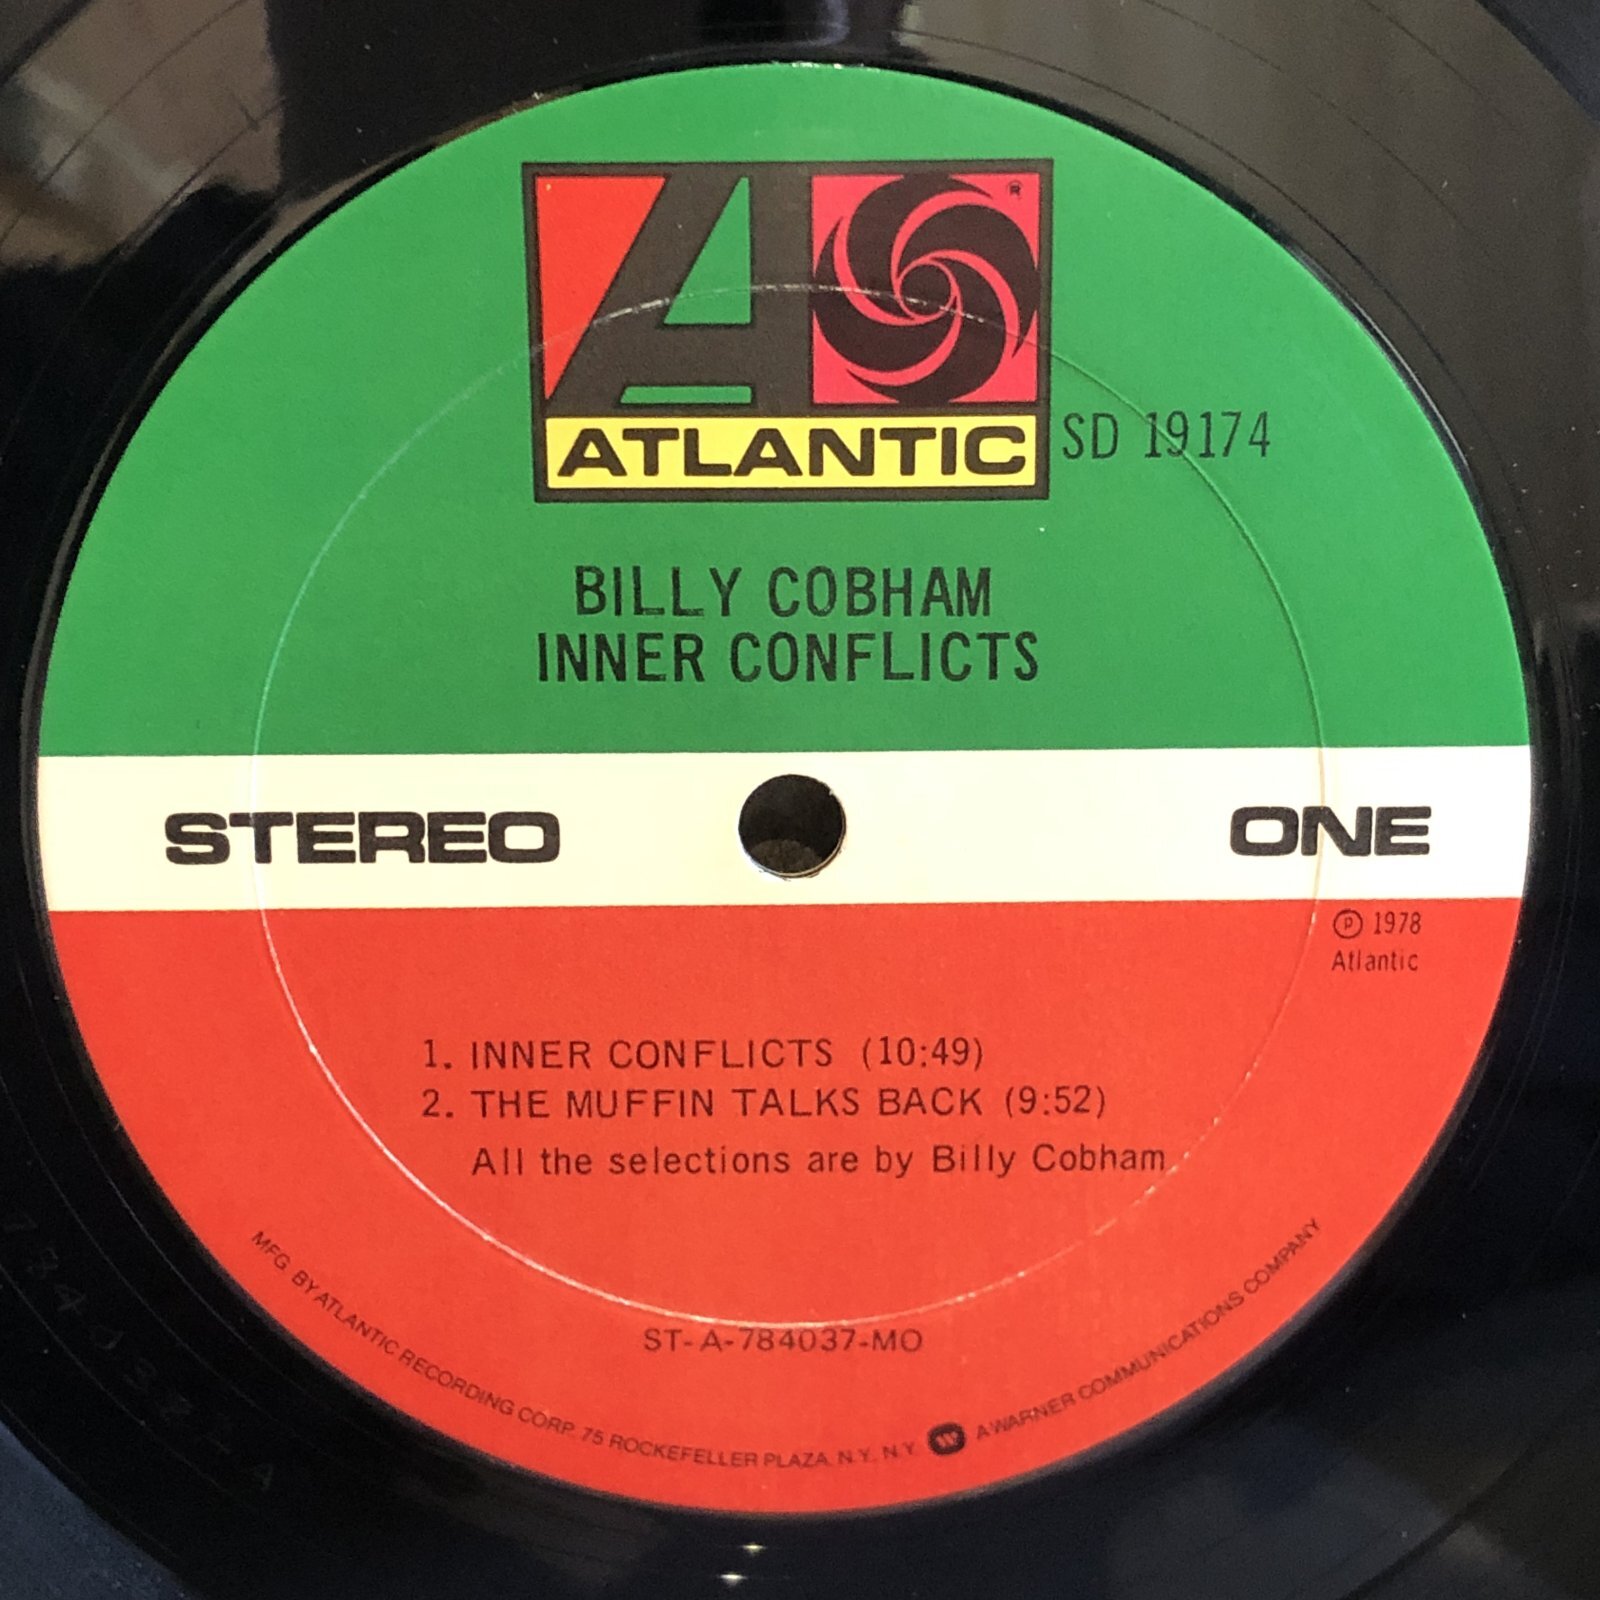 ®
ATLANTIC
SD 19174
BILLY COBHAM
INNER CONFLICTS
STEREO
ONE
Ⓟ 1978
Atlantic
1. INNER CONFLICTS (10:49)
2. THE MUFFIN TALKS BACK (9:52)
All the selections are by Billy Cobham
ST-A-784037-MO
MFG. BY ATLANTIC RECORDING CORP. 75 ROCKEFELLER PLAZA, N.Y., N.Y. A WARNER COMMUNICATIONS COMPANY